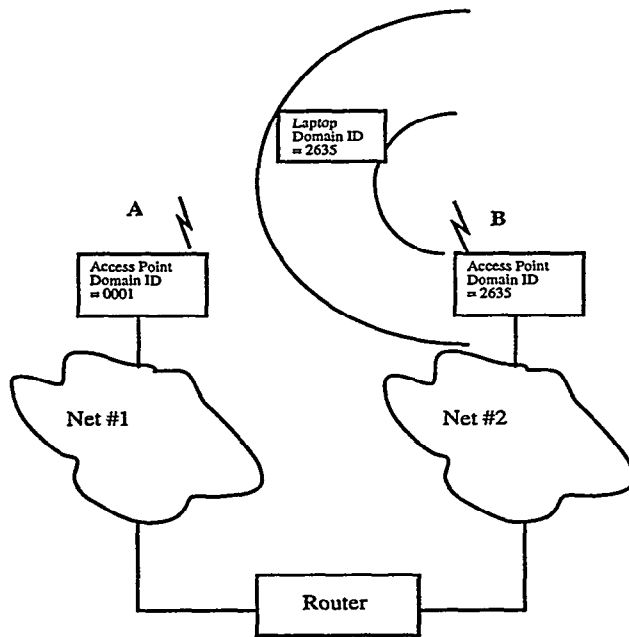 Laptop
Domain ID
= 2635
A
B
Access Point
Domain ID
= 0001
Access Point
Domain ID
= 2635
Net #1
Net #2
Router